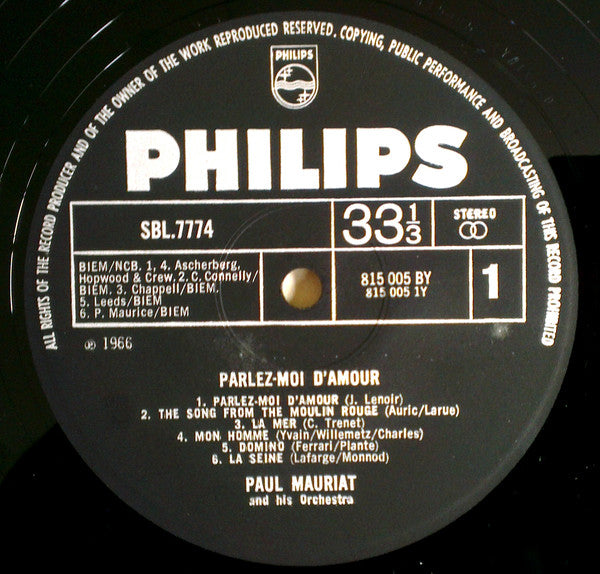 ALL RIGHTS OF THE RECORD PRODUCER AND OF THE OWNER OF THE WORK REPRODUCED RESERVED. COPYING, PUBLIC PERFORMANCE AND BROADCASTING OF THIS RECORD PROHIBITED
PHILIPS
PHILIPS
SBL.7774
33 1/3
STEREO
BIEM/NCB. 1, 4. Ascherberg,
Hopwood & Crew. 2. C. Connelly/
BIEM. 3. Chappell/BIEM.
5. Leeds/BIEM
6. P. Maurice/BIEM
815 005 BY
815 005 1Y
1
℗ 1966
PARLEZ-MOI D'AMOUR
1. PARLEZ-MOI D'AMOUR (J. Lenoir)
2. THE SONG FROM THE MOULIN ROUGE (Auric/Larue)
3. LA MER (C. Trenet)
4. MON HOMME (Yvain/Willemetz/Charles)
5. DOMINO (Ferrari/Plante)
6. LA SEINE (Lafarge/Monnod)
PAUL MAURIAT
and his Orchestra